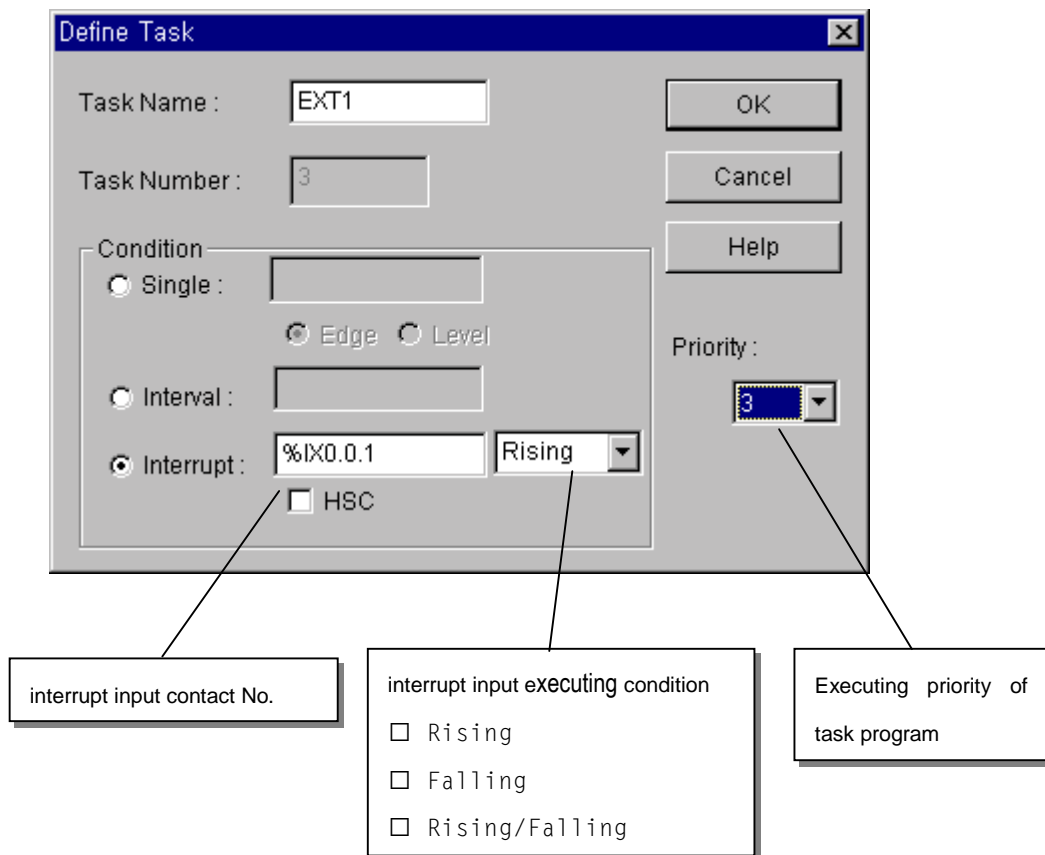 Define Task
Task Name :
EXT1
OK
Task Number :
3
Cancel
Condition
Help
Single :
Edge
Level
Priority :
Interval :
3
Interrupt :
%IX0.0.1
Rising
HSC
interrupt input contact No.
interrupt input executing condition
□ Rising
□ Falling
□ Rising/Falling
Executing priority of
task program